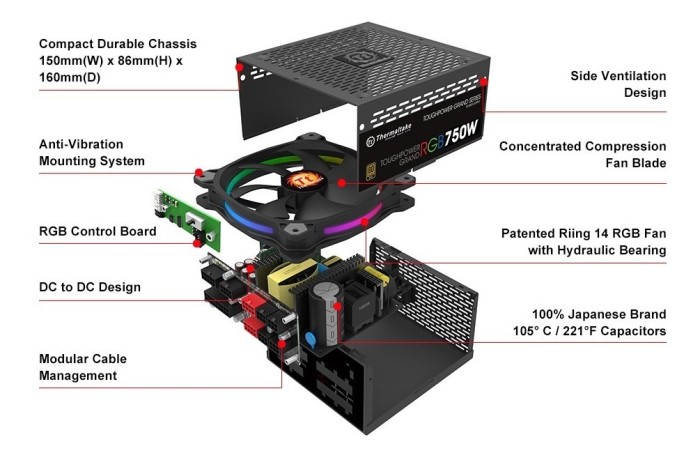 Compact Durable Chassis
150mm(W) x 86mm(H) x
160mm(D)
Side Ventilation
Design
Anti-Vibration
Mounting System
Concentrated Compression
Fan Blade
RGB Control Board
Patented Riing 14 RGB Fan
with Hydraulic Bearing
DC to DC Design
100% Japanese Brand
105° C / 221°F Capacitors
Modular Cable
Management
TOUGHPOWER GRAND SERIES
Thermaltake
TOUGHPOWER
GRAND RGB 750W